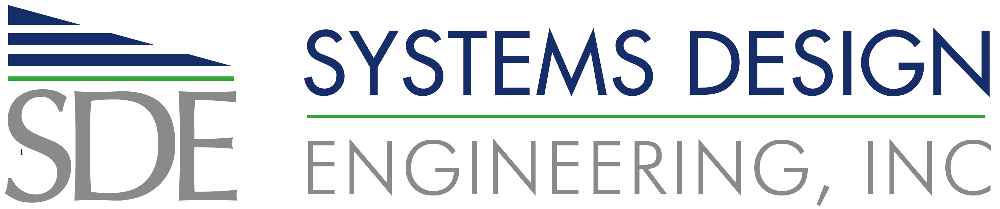 SDE
SYSTEMS DESIGN
ENGINEERING, INC